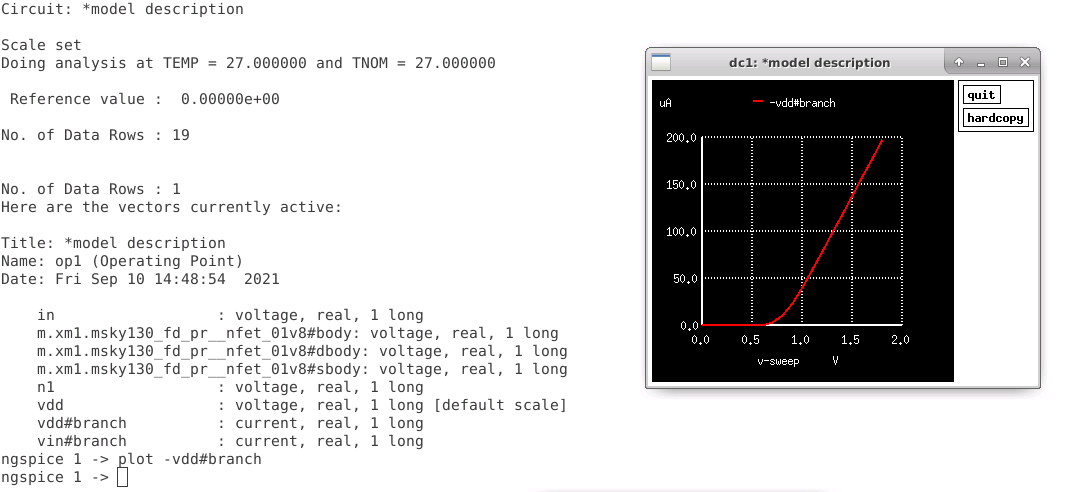 Circuit: *model description
Scale set
Doing analysis at TEMP = 27.000000 and TNOM = 27.000000
 Reference value :  0.00000e+00
No. of Data Rows : 19
No. of Data Rows : 1
Here are the vectors currently active:
Title: *model description
Name: op1 (Operating Point)
Date: Fri Sep 10 14:48:54  2021
    in                  : voltage, real, 1 long
    m.xm1.msky130_fd_pr__nfet_01v8#body: voltage, real, 1 long
    m.xm1.msky130_fd_pr__nfet_01v8#dbody: voltage, real, 1 long
    m.xm1.msky130_fd_pr__nfet_01v8#sbody: voltage, real, 1 long
    n1                  : voltage, real, 1 long
    vdd                 : voltage, real, 1 long [default scale]
    vdd#branch          : current, real, 1 long
    vin#branch          : current, real, 1 long
ngspice 1 -> plot -vdd#branch
ngspice 1 ->
dc1: *model description
quit
hardcopy
uA
-vdd#branch
200.0
150.0
100.0
50.0
0.0
0.0 0.5 1.0 1.5 2.0
v-sweep V